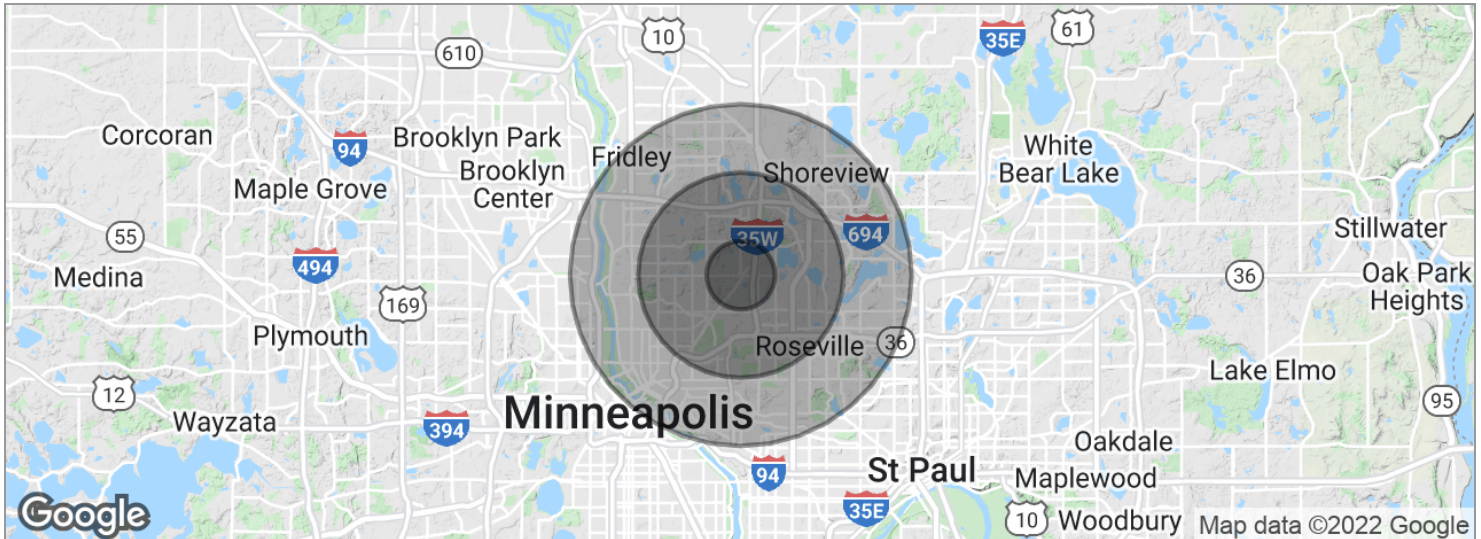 61
10
35E
610
Corcoran
Brooklyn Park
94
Fridley
White
Bear Lake
Brooklyn
Center
Shoreview
Maple Grove
55
35W
694
Stillwater
494
Medina
36
Oak Park
Heights
169
Plymouth
Roseville
36
Lake Elmo
12
95
Minneapolis
Wayzata
394
Oakdale
94
St Paul
Maplewood
35E
10
Woodbury
Google
Map data ©2022 Google